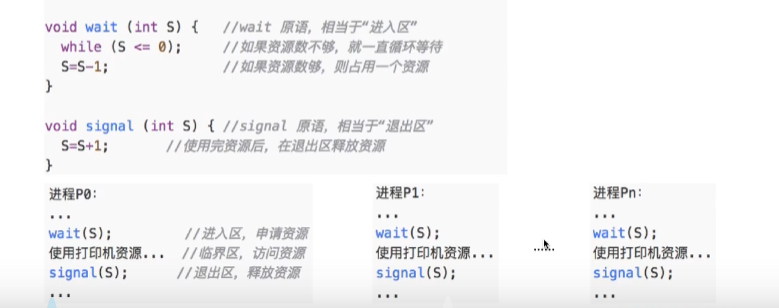 void wait (int S) { //wait 原语，相当于“进入区”
while (S <= 0); //如果资源数不够，就一直循环等待
S=S-1; //如果资源数够，则占用一个资源
}
void signal (int S) { //signal 原语，相当于“退出区”
S=S+1; //使用完资源后，在退出区释放资源
}
进程P0：
...
wait(S); //进入区，申请资源
使用打印机资源... //临界区，访问资源
signal(S); //退出区，释放资源
...
进程P1：
...
wait(S);
使用打印机资源...
signal(S);
...
......
进程Pn：
...
wait(S);
使用打印机资源...
signal(S);
...